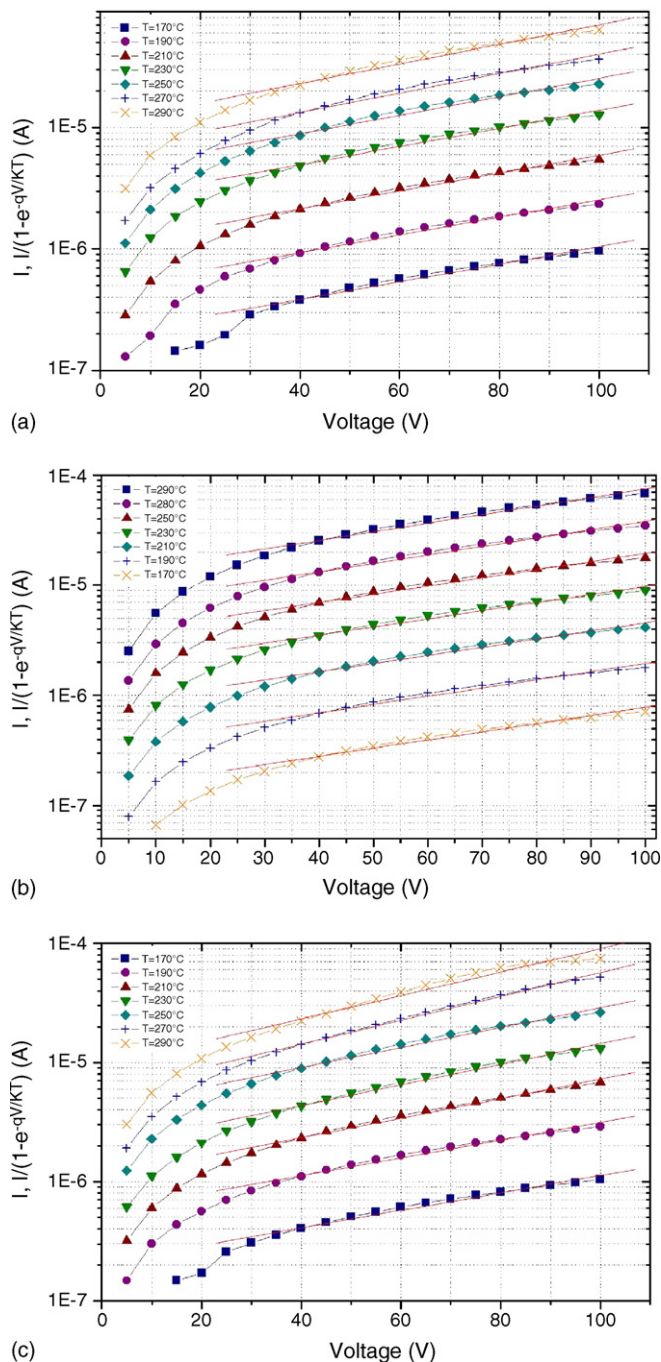 T=170°C
T=190°C
T=210°C
T=230°C
T=250°C
T=270°C
T=290°C
1E-5
1E-6
1E-7
I, I/(1-e-qV/KT) (A)
0 20 40 60 80 100
Voltage (V)
(a)
T=290°C
T=280°C
T=250°C
T=230°C
T=210°C
T=190°C
T=170°C
1E-4
1E-5
1E-6
1E-7
I, I/(1-e-qV/KT) (A)
0 10 20 30 40 50 60 70 80 90 100
Voltage (V)
(b)
T=170°C
T=190°C
T=210°C
T=230°C
T=250°C
T=270°C
T=290°C
1E-4
1E-5
1E-6
1E-7
I, I/(1-e-qV/KT) (A)
0 20 40 60 80 100
Voltage (V)
(c)